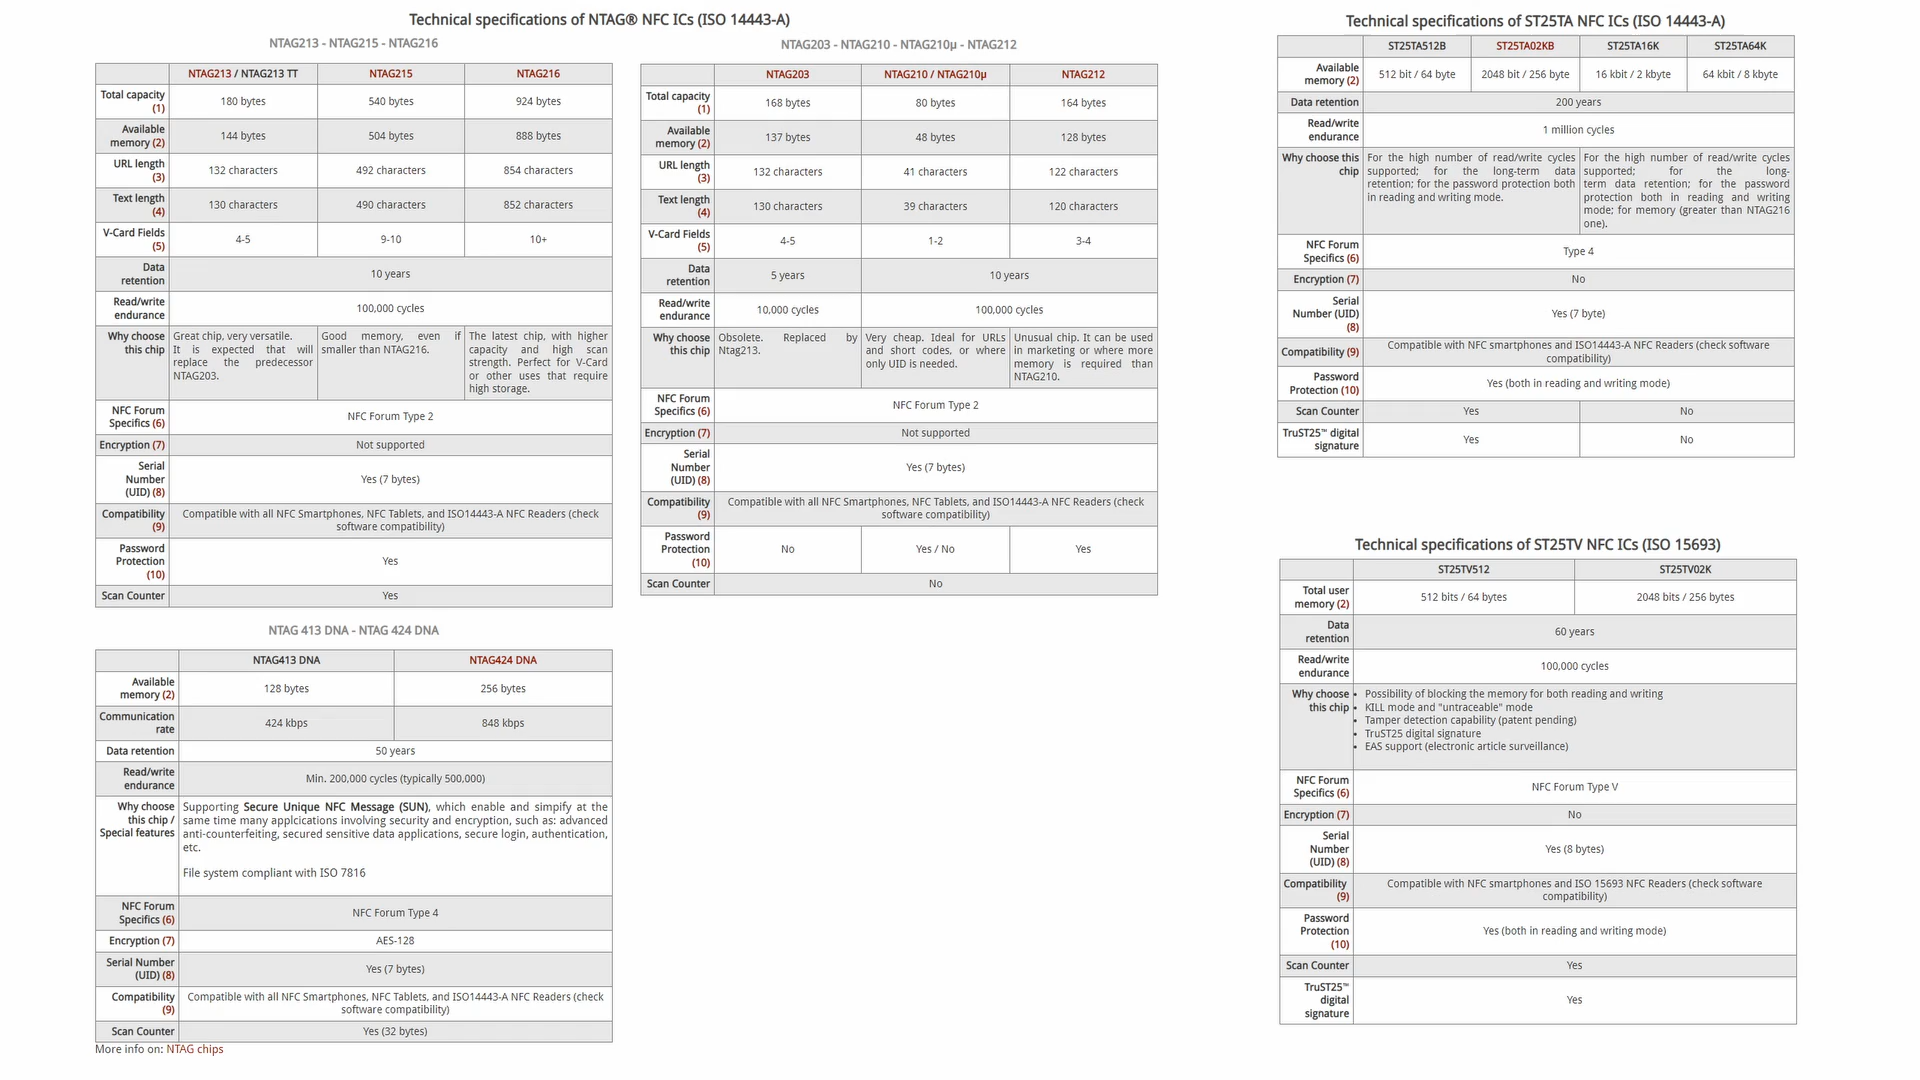 Technical specifications of NTAG® NFC ICs (ISO 14443-A)
NTAG213 - NTAG215 - NTAG216
NTAG213 / NTAG213 TT NTAG215 NTAG216
Total capacity (1) 180 bytes 540 bytes 924 bytes
Available memory (2) 144 bytes 504 bytes 888 bytes
URL length (3) 132 characters 492 characters 854 characters
Text length (4) 130 characters 490 characters 852 characters
V-Card Fields (5) 4-5 9-10 10+
Data retention 10 years
Read/write endurance 100,000 cycles
Why choose this chip
Great chip, very versatile.
It is expected that will
replace the predecessor
NTAG203.
Good memory, even if
smaller than NTAG216.
The latest chip, with higher
capacity and high scan
strength. Perfect for V-Card
or other uses that require
high storage.
NFC Forum Specifics (6) NFC Forum Type 2
Encryption (7) Not supported
Serial Number (UID) (8) Yes (7 bytes)
Compatibility (9) Compatible with all NFC Smartphones, NFC Tablets, and ISO14443-A NFC Readers (check
software compatibility)
Password Protection (10) Yes
Scan Counter Yes
NTAG203 - NTAG210 - NTAG210μ - NTAG212
NTAG203 NTAG210 / NTAG210μ NTAG212
Total capacity (1) 168 bytes 80 bytes 164 bytes
Available memory (2) 137 bytes 48 bytes 128 bytes
URL length (3) 132 characters 41 characters 122 characters
Text length (4) 130 characters 39 characters 120 characters
V-Card Fields (5) 4-5 1-2 3-4
Data retention 5 years 10 years
Read/write endurance 10,000 cycles 100,000 cycles
Why choose this chip
Obsolete. Replaced by
Ntag213.
Very cheap. Ideal for URLs
and short codes, or where
only UID is needed.
Unusual chip. It can be used
in marketing or where more
memory is required than
NTAG210.
NFC Forum Specifics (6) NFC Forum Type 2
Encryption (7) Not supported
Serial Number (UID) (8) Yes (7 bytes)
Compatibility (9) Compatible with all NFC Smartphones, NFC Tablets, and ISO14443-A NFC Readers (check
software compatibility)
Password Protection (10) No Yes / No Yes
Scan Counter No
NTAG 413 DNA - NTAG 424 DNA
NTAG413 DNA NTAG424 DNA
Available memory (2) 128 bytes 256 bytes
Communication rate 424 kbps 848 kbps
Data retention 50 years
Read/write endurance Min. 200,000 cycles (typically 500,000)
Why choose this chip / Special features
Supporting Secure Unique NFC Message (SUN), which enable and simpify at the
same time many applcications involving security and encryption, such as: advanced
anti-counterfeiting, secured sensitive data applications, secure login, authentication,
etc.
File system compliant with ISO 7816
NFC Forum Specifics (6) NFC Forum Type 4
Encryption (7) AES-128
Serial Number (UID) (8) Yes (7 bytes)
Compatibility (9) Compatible with all NFC Smartphones, NFC Tablets, and ISO14443-A NFC Readers (check
software compatibility)
Scan Counter Yes (32 bytes)
More info on: NTAG chips
Technical specifications of ST25TA NFC ICs (ISO 14443-A)
ST25TA512B ST25TA02KB ST25TA16K ST25TA64K
Available memory (2) 512 bit / 64 byte 2048 bit / 256 byte 16 kbit / 2 kbyte 64 kbit / 8 kbyte
Data retention 200 years
Read/write endurance 1 million cycles
Why choose this chip
For the high number of read/write cycles
supported; for the long-term data
retention; for the password protection both
in reading and writing mode.
For the high number of read/write cycles
supported; for the long-
term data retention; for the password
protection both in reading and writing
mode; for memory (greater than NTAG216
one).
NFC Forum Specifics (6) Type 4
Encryption (7) No
Serial Number (UID) (8) Yes (7 byte)
Compatibility (9) Compatible with NFC smartphones and ISO14443-A NFC Readers (check software
compatibility)
Password Protection (10) Yes (both in reading and writing mode)
Scan Counter Yes No
TruST25™ digital signature Yes No
Technical specifications of ST25TV NFC ICs (ISO 15693)
ST25TV512 ST25TV02K
Total user memory (2) 512 bits / 64 bytes 2048 bits / 256 bytes
Data retention 60 years
Read/write endurance 100,000 cycles
Why choose this chip
• Possibility of blocking the memory for both reading and writing
• KILL mode and "untraceable" mode
• Tamper detection capability (patent pending)
• TruST25 digital signature
• EAS support (electronic article surveillance)
NFC Forum Specifics (6) NFC Forum Type V
Encryption (7) No
Serial Number (UID) (8) Yes (8 bytes)
Compatibility (9) Compatible with NFC smartphones and ISO 15693 NFC Readers (check software
compatibility)
Password Protection (10) Yes (both in reading and writing mode)
Scan Counter Yes
TruST25™ digital signature Yes